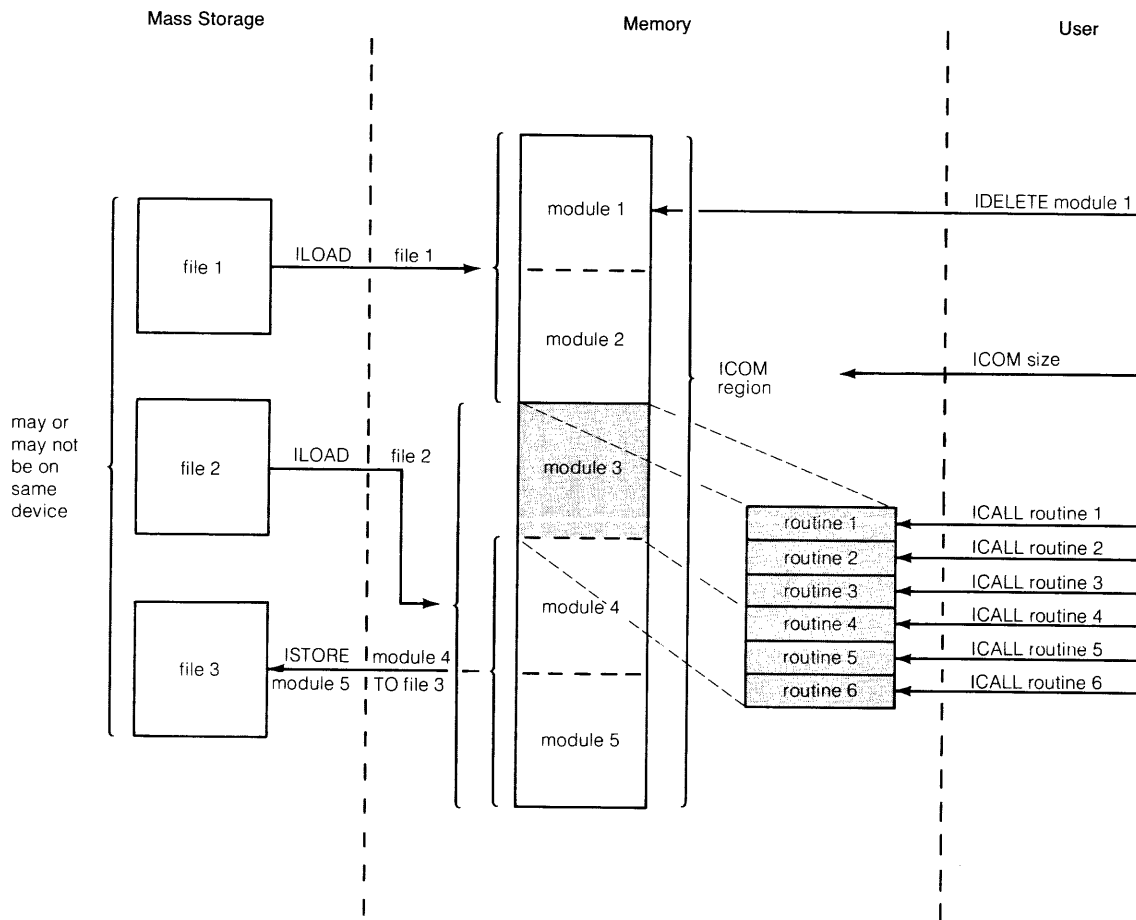 Mass Storage
Memory
User
module 1
IDELETE module 1
file 1
ILOAD file 1
module 2
ICOM
region
ICOM size
may or
may not
be on
same
device
file 2
ILOAD file 2
module 3
routine 1
ICALL routine 1
routine 2
ICALL routine 2
routine 3
ICALL routine 3
routine 4
ICALL routine 4
routine 5
ICALL routine 5
routine 6
ICALL routine 6
module 4
file 3
ISTORE module 4
module 5 TO file 3
module 5